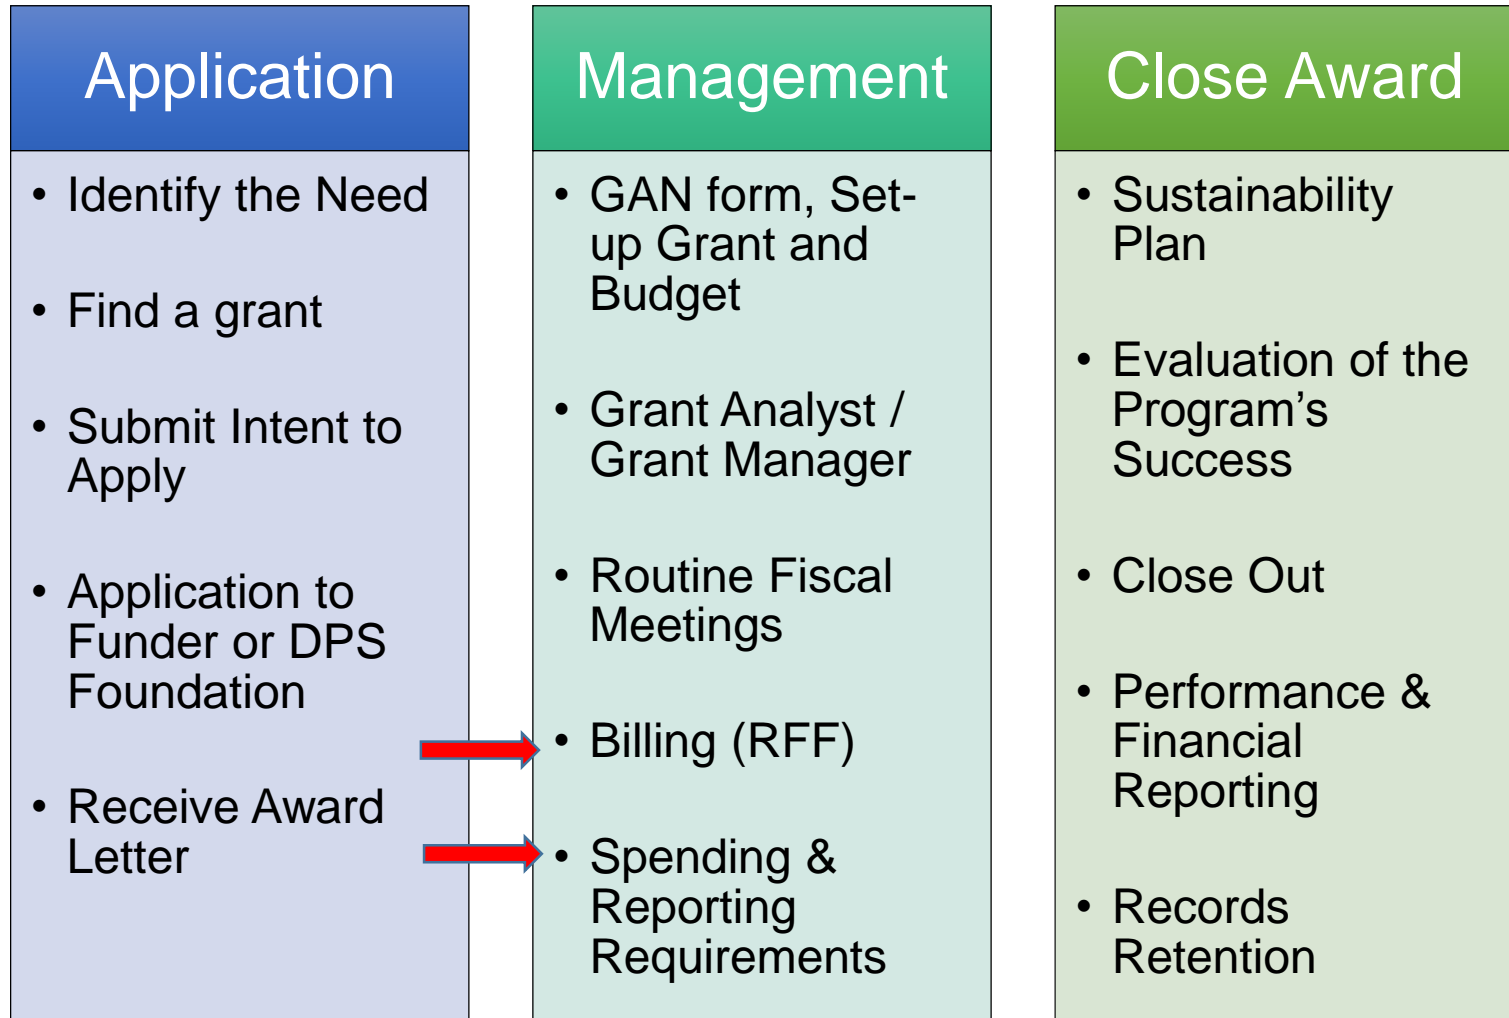 Application
• Identify the Need
• Find a grant
• Submit Intent to
Apply
• Application to
Funder or DPS
Foundation
• Receive Award
Letter
Management
• GAN form, Set-
up Grant and
Budget
• Grant Analyst /
Grant Manager
• Routine Fiscal
Meetings
• Billing (RFF)
• Spending &
Reporting
Requirements
Close Award
• Sustainability
Plan
• Evaluation of the
Program’s
Success
• Close Out
• Performance &
Financial
Reporting
• Records
Retention